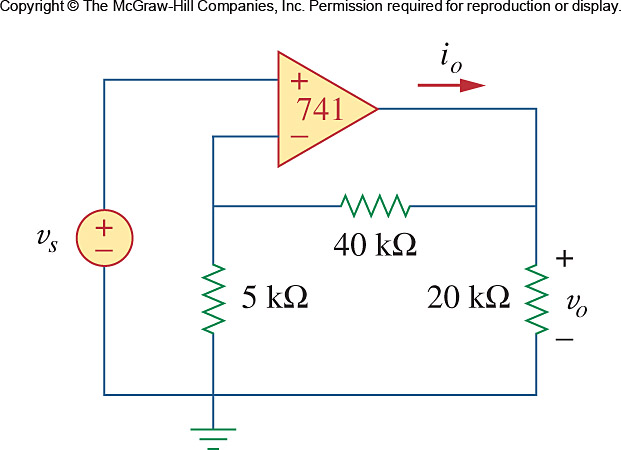 Copyright © The McGraw-Hill Companies, Inc. Permission required for reproduction or display.
i_o
+
741
−
v_s
+
−
40 kΩ
5 kΩ
20 kΩ
+
v_o
−